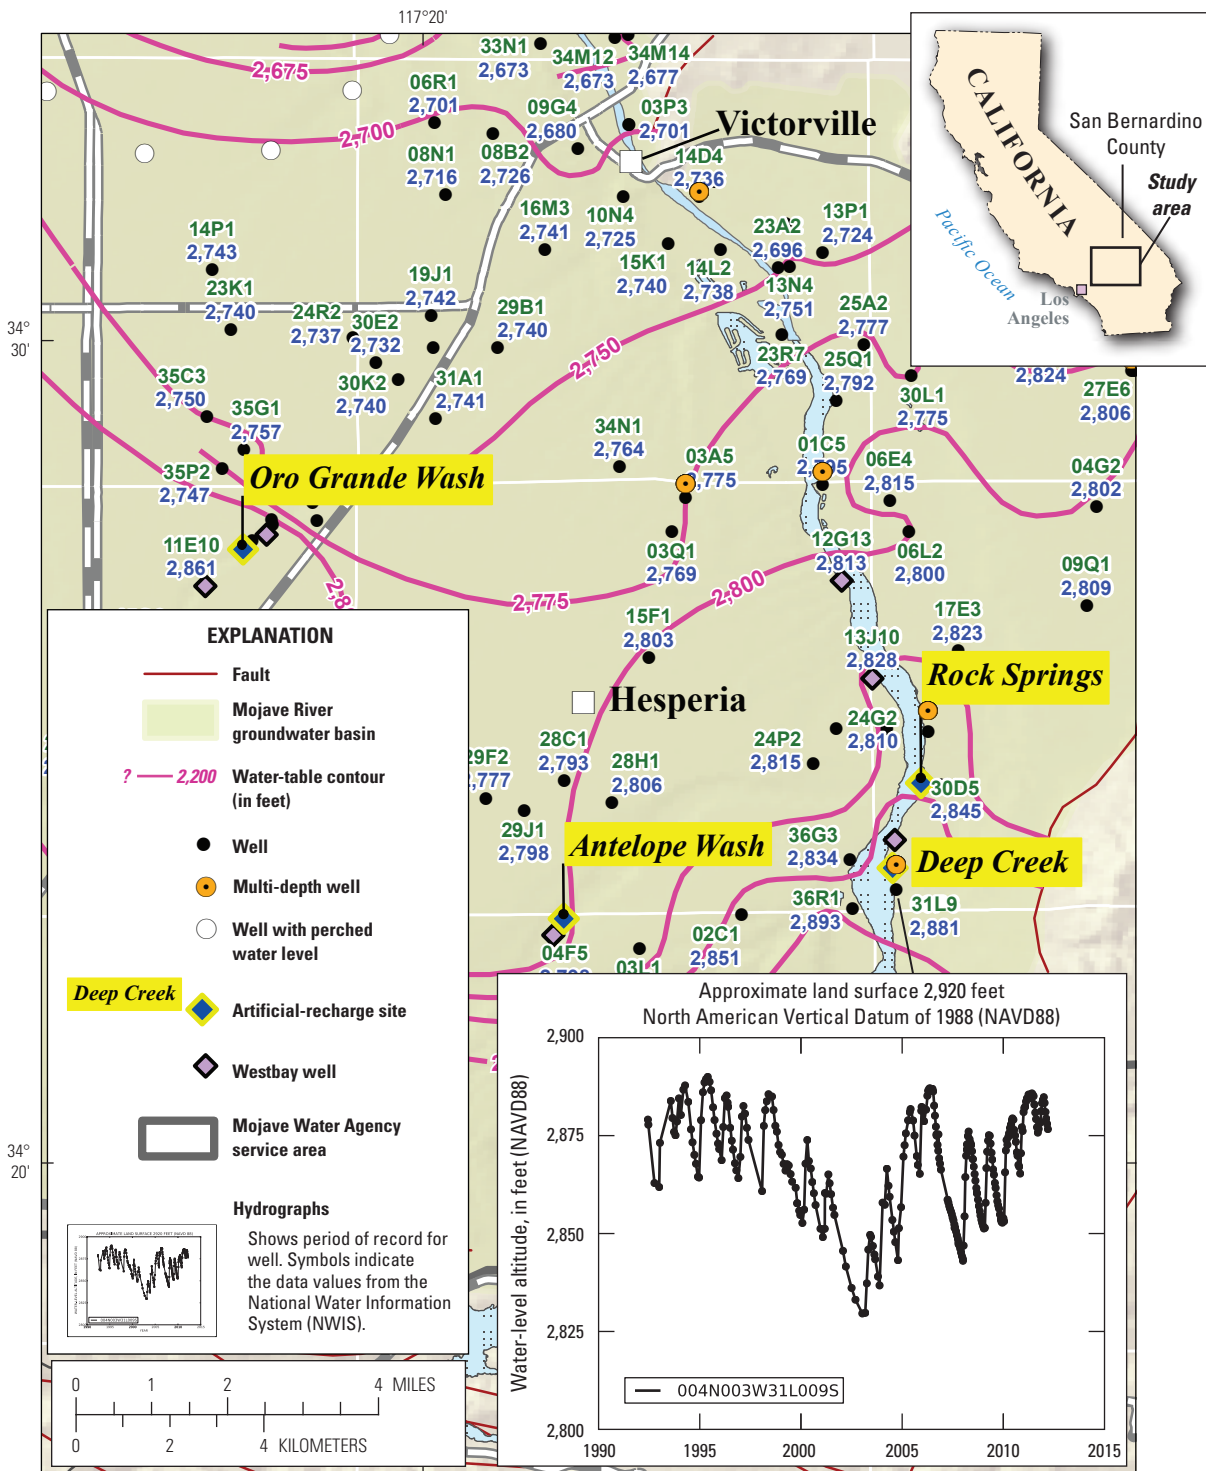 117°20'
33N1
2,673
34M12
2,673
34M14
2,677
2,675
06R1
2,701
09G4
2,680
03P3
2,701
Victorville
2,700
08N1
2,716
08B2
2,726
14D4
2,736
16M3
2,741
10N4
2,725
23A2
2,696
13P1
2,724
14P1
2,743
15K1
2,740
14L2
2,738
13N4
2,751
19J1
2,742
23K1
2,740
24R2
2,737
30E2
2,732
29B1
2,740
25A2
2,777
34°
30'
2,750
23R7
2,769
25Q1
2,792
30K2
2,740
31A1
2,741
30L1
2,775
2,824
27E6
2,806
35C3
2,750
35G1
2,757
34N1
2,764
03A5
2,775
01C5
2,795
06E4
2,815
04G2
2,802
35P2
2,747
Oro Grande Wash
11E10
2,861
03Q1
2,769
12G13
2,813
06L2
2,800
09Q1
2,809
2,775
2,800
15F1
2,803
13J10
2,828
17E3
2,823
Rock Springs
Hesperia
24G2
2,810
24P2
2,815
28C1
2,793
28H1
2,806
29F2
2,777
29J1
2,798
30D5
2,845
Antelope Wash
36G3
2,834
Deep Creek
36R1
2,893
31L9
2,881
02C1
2,851
04F5
03L1
CALIFORNIA
San Bernardino
County
Study
area
Pacific Ocean
Los
Angeles
EXPLANATION
Fault
Mojave River
groundwater basin
? 2,200 Water-table contour
(in feet)
Well
Multi-depth well
Well with perched
water level
Deep Creek
Artificial-recharge site
Westbay well
Mojave Water Agency
service area
34°
20'
Hydrographs
Shows period of record for
well. Symbols indicate
the data values from the
National Water Information
System (NWIS).
0 1 2 4 MILES
0 2 4 KILOMETERS
Approximate land surface 2,920 feet
North American Vertical Datum of 1988 (NAVD88)
Water-level altitude, in feet (NAVD88)
2,900
2,875
2,850
2,825
2,800
004N003W31L009S
1990 1995 2000 2005 2010 2015